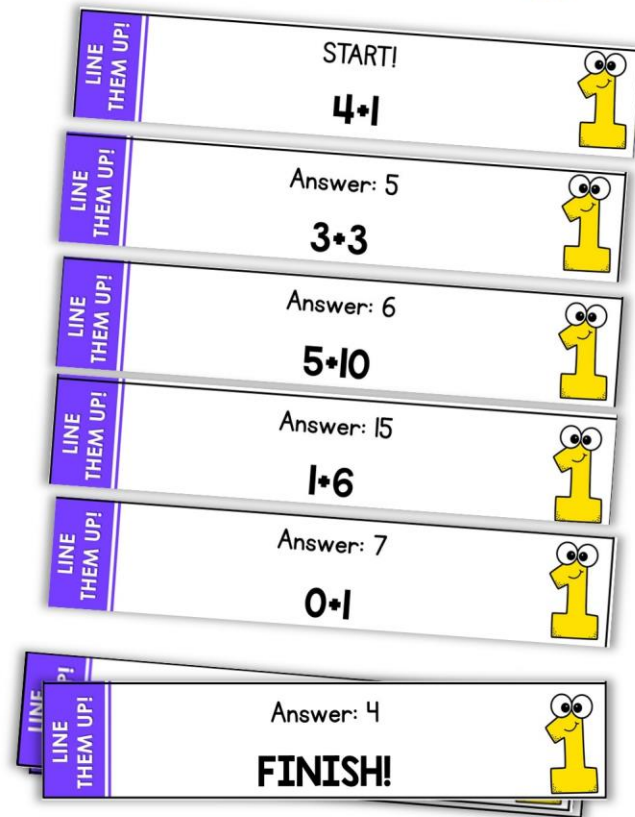 LINE
THEM UP!
START!
4+1
LINE
THEM UP!
Answer: 5
3+3
LINE
THEM UP!
Answer: 6
5+10
LINE
THEM UP!
Answer: 15
1+6
LINE
THEM UP!
Answer: 7
0+1
LINE
THEM UP!
Answer: 4
FINISH!